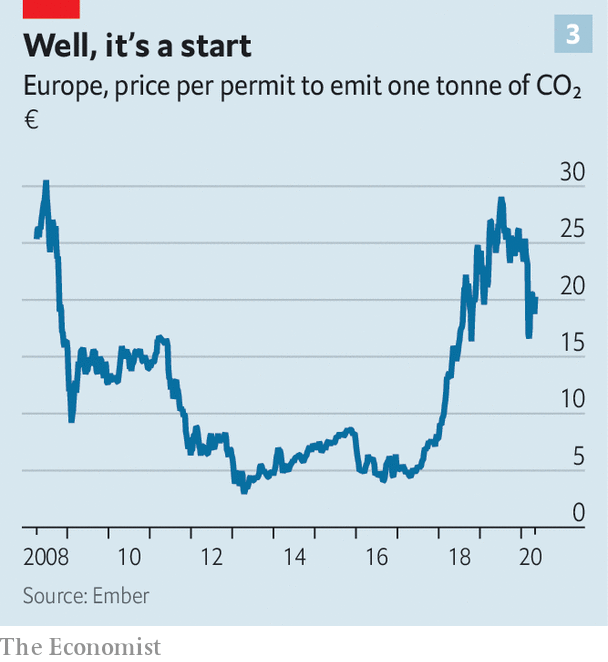 Well, it’s a start
3
Europe, price per permit to emit one tonne of CO₂
€
30
25
20
15
10
5
0
2008 10 12 14 16 18 20
Source: Ember
The Economist